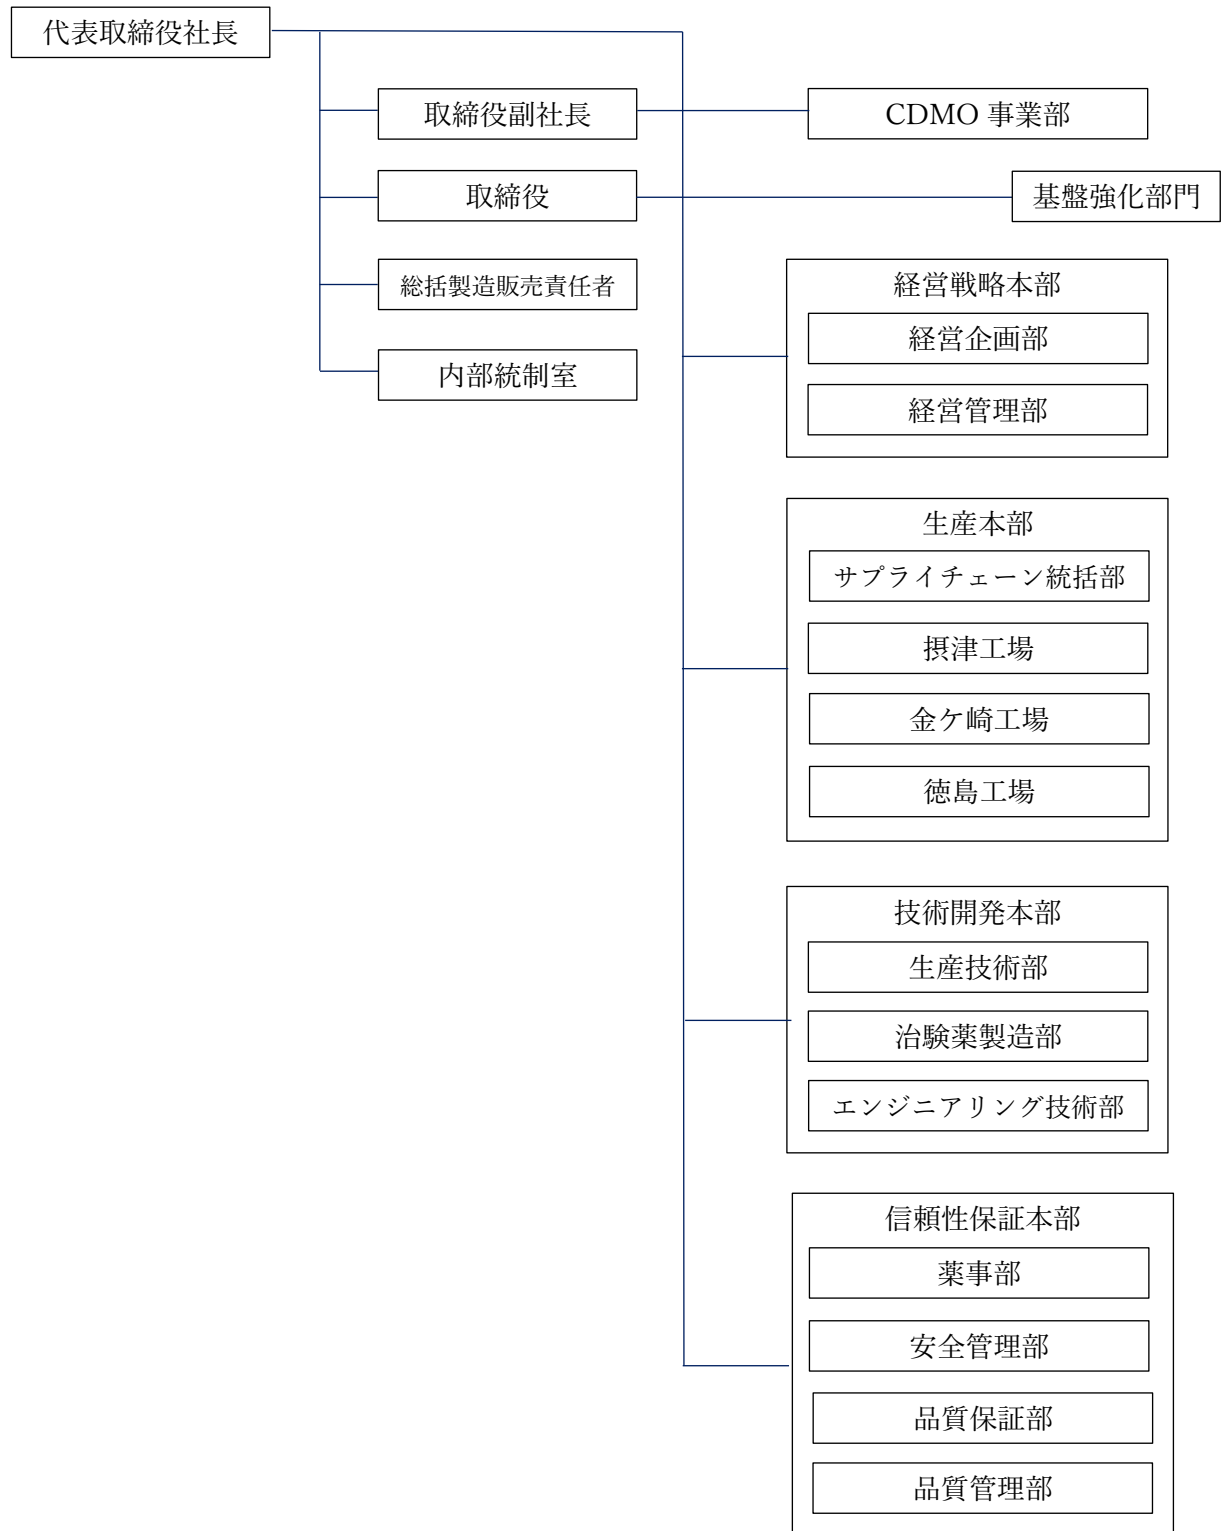 代表取締役社長
取締役副社長
CDMO 事業部
取締役
基盤強化部門
総括製造販売責任者
内部統制室
経営戦略本部
経営企画部
経営管理部
生産本部
サプライチェーン統括部
摂津工場
金ケ崎工場
徳島工場
技術開発本部
生産技術部
治験薬製造部
エンジニアリング技術部
信頼性保証本部
薬事部
安全管理部
品質保証部
品質管理部